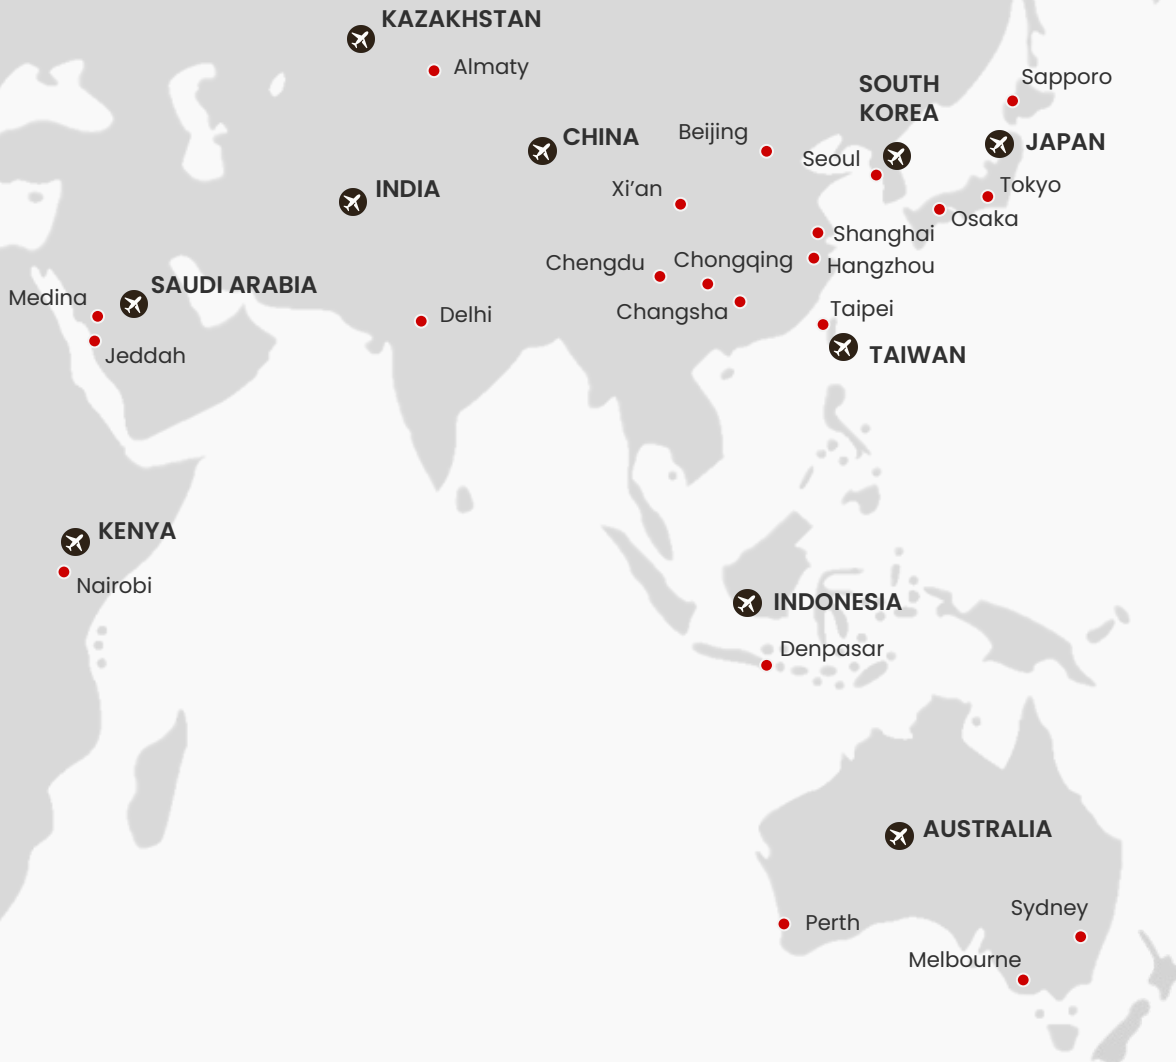 KAZAKHSTAN
Almaty
SOUTH
KOREA
Sapporo
CHINA
Beijing
JAPAN
Seoul
INDIA
Xi’an
Tokyo
Osaka
Shanghai
Chengdu
Chongqing
Hangzhou
SAUDI ARABIA
Medina
Delhi
Changsha
Taipei
Jeddah
TAIWAN
KENYA
Nairobi
INDONESIA
Denpasar
AUSTRALIA
Sydney
Perth
Melbourne